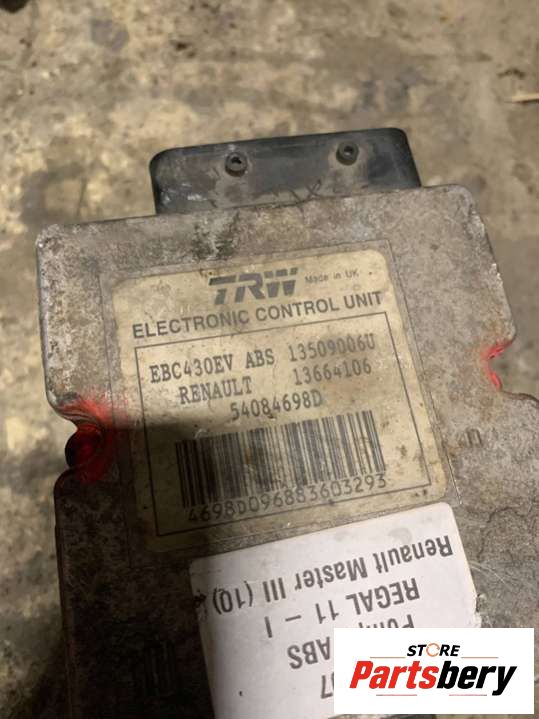 TRW Made in UK
ELECTRONIC CONTROL UNIT
EBC430EV ABS 13509006U
RENAULT 13664106
54084698D
4698D096883603293
ABS
REGAL 11 - I
Renault Master III (10)
STORE
Partsbery